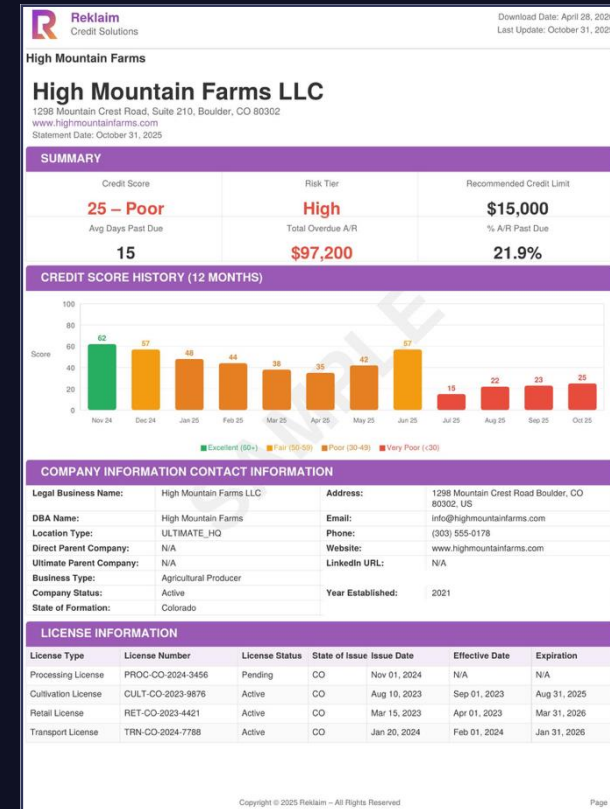 Reklaim
Credit Solutions
Download Date: April 28, 202
Last Update: October 31, 202
High Mountain Farms
High Mountain Farms LLC
1298 Mountain Crest Road, Suite 210, Boulder, CO 80302
www.highmountainfarms.com
Statement Date: October 31, 2025
SUMMARY
Credit Score Risk Tier Recommended Credit Limit
25 – Poor High $15,000
Avg Days Past Due Total Overdue A/R % A/R Past Due
15 $97,200 21.9%
CREDIT SCORE HISTORY (12 MONTHS)
100
80
60
40
20
0
Score
62 57 48 44 38 35 42 57 15 22 23 25
Nov 24 Dec 24 Jan 25 Feb 25 Mar 25 Apr 25 May 25 Jun 25 Jul 25 Aug 25 Sep 25 Oct 25
Excellent (60+) Fair (50-59) Poor (30-49) Very Poor (<30)
SAMPLE
COMPANY INFORMATION CONTACT INFORMATION
Legal Business Name: High Mountain Farms LLC Address: 1298 Mountain Crest Road Boulder, CO
80302, US
DBA Name: High Mountain Farms Email: info@highmountainfarms.com
Location Type: ULTIMATE_HQ Phone: (303) 555-0178
Direct Parent Company: N/A Website: www.highmountainfarms.com
Ultimate Parent Company: N/A LinkedIn URL: N/A
Business Type: Agricultural Producer
Company Status: Active Year Established: 2021
State of Formation: Colorado
LICENSE INFORMATION
License Type License Number License Status State of Issue Issue Date Effective Date Expiration
Processing License PROC-CO-2024-3456 Pending CO Nov 01, 2024 N/A N/A
Cultivation License CULT-CO-2023-9876 Active CO Aug 10, 2023 Sep 01, 2023 Aug 31, 2025
Retail License RET-CO-2023-4421 Active CO Mar 15, 2023 Apr 01, 2023 Mar 31, 2026
Transport License TRN-CO-2024-7788 Active CO Jan 20, 2024 Feb 01, 2024 Jan 31, 2026
Copyright © 2025 Reklaim – All Rights Reserved
Page